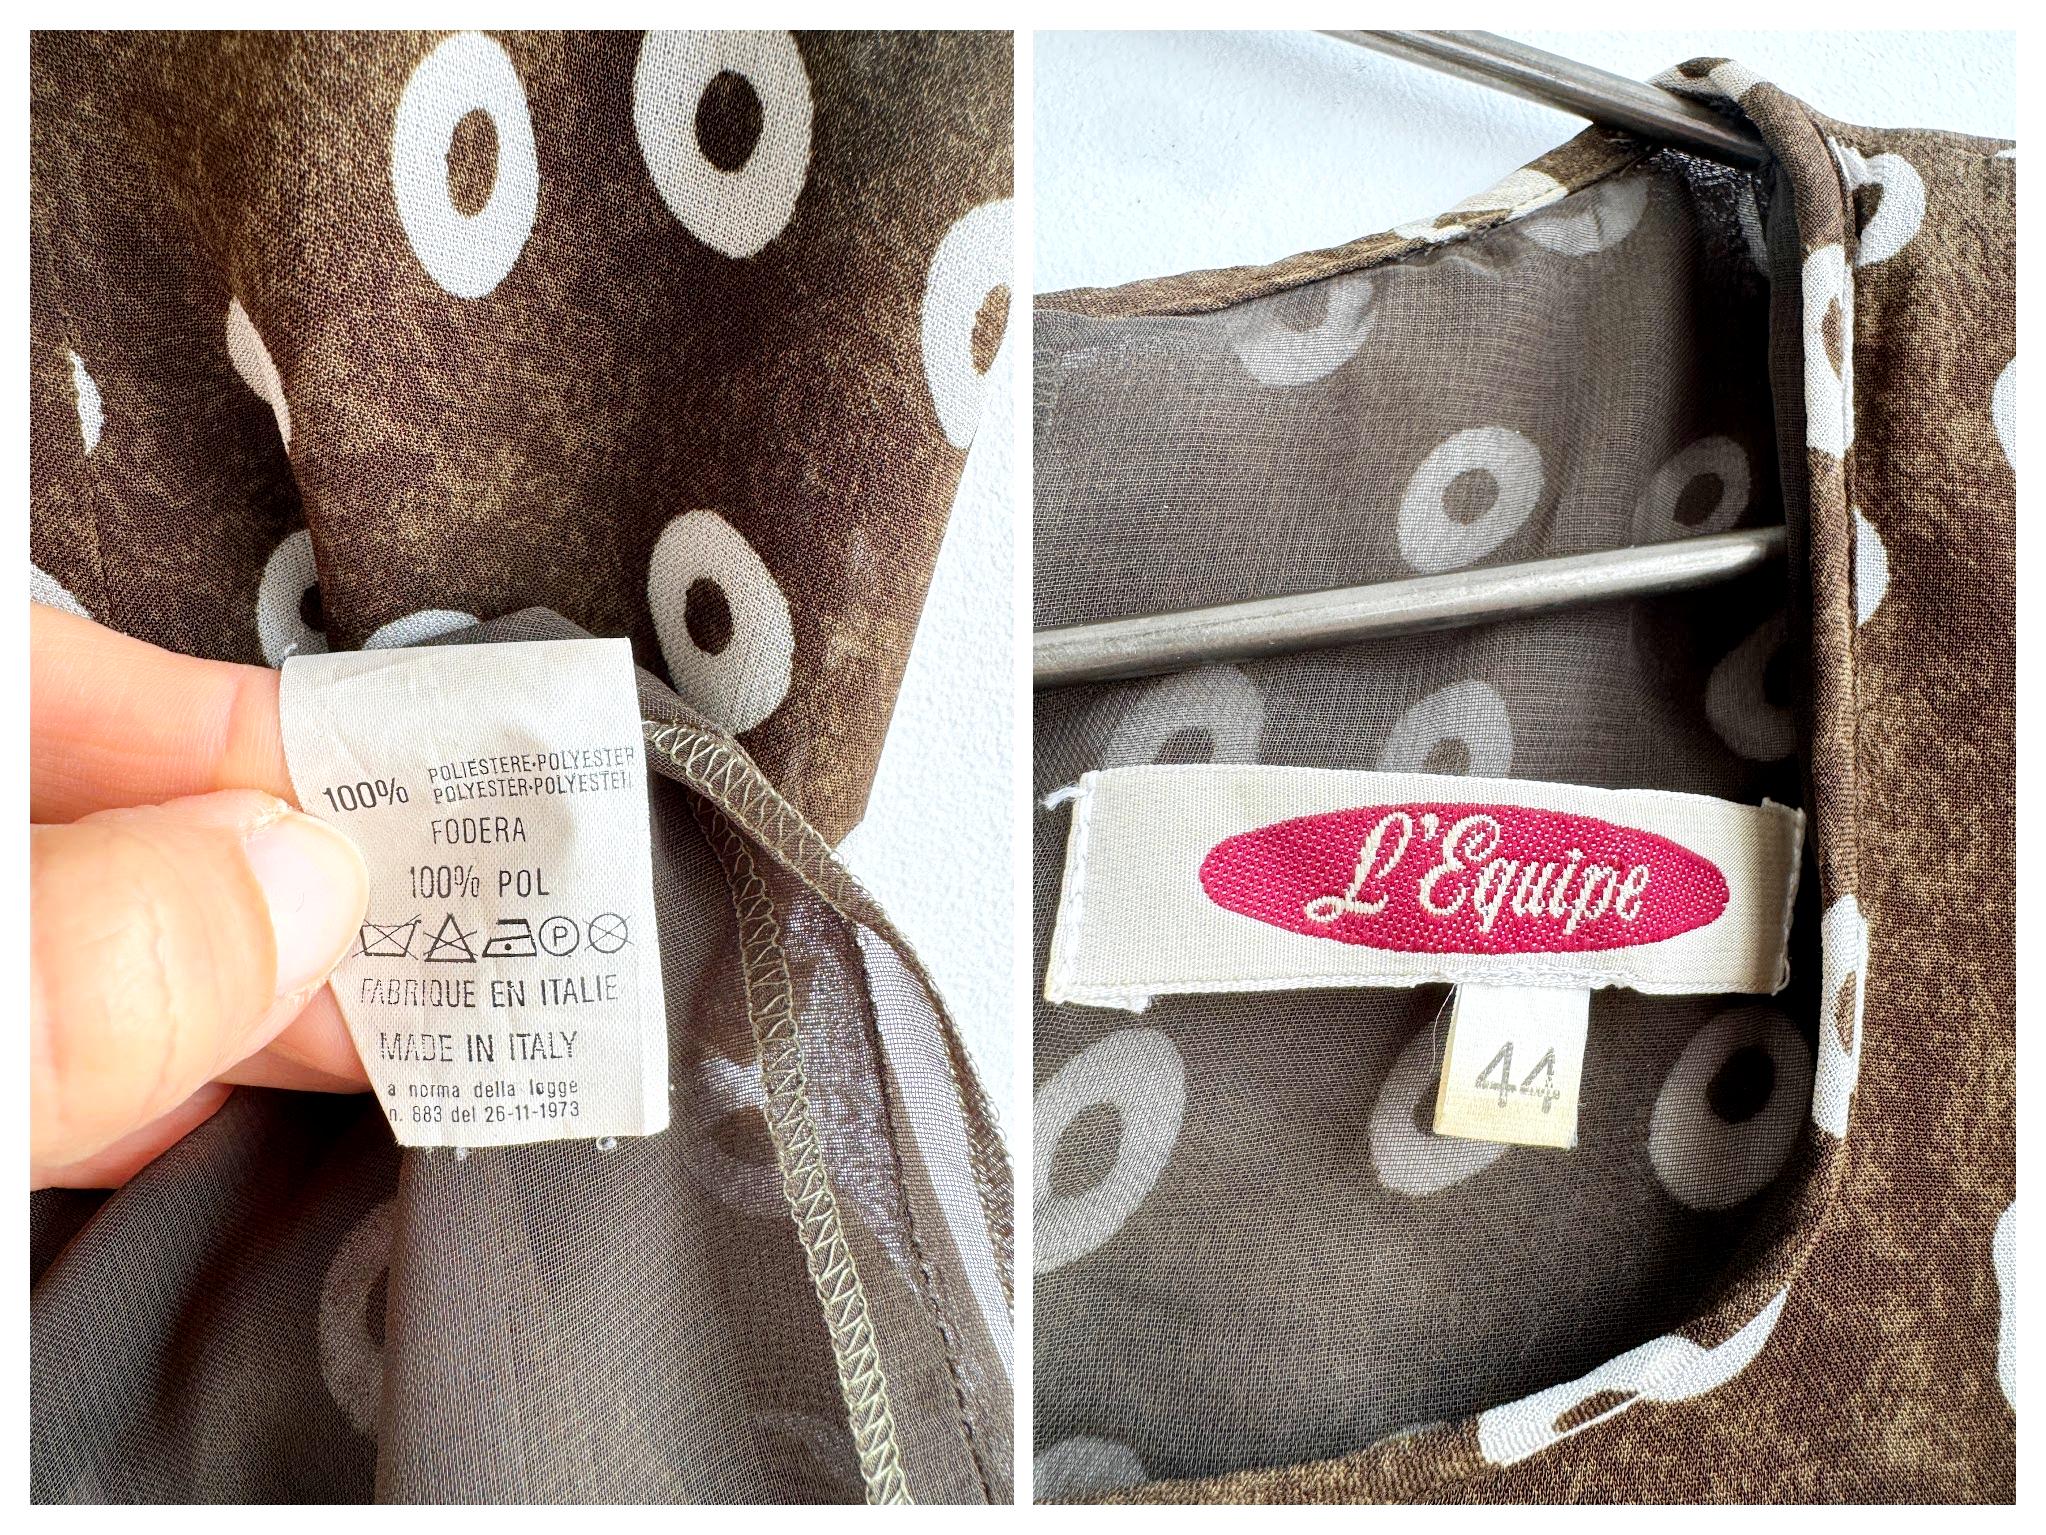 100% POLIESTERE·POLYESTER
POLYESTER·POLYESTER
FODERA
100% POL
P
FABRIQUE EN ITALIE
MADE IN ITALY
a norma della legge
n. 883 del 26-11-1973
L'Equipe
44